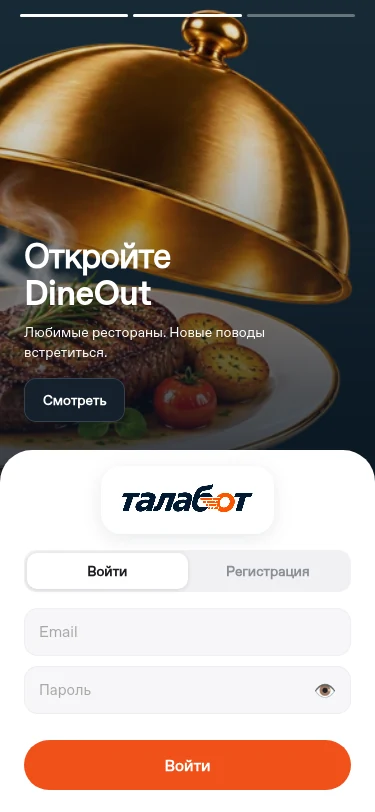 Откройте
DineOut
Любимые рестораны. Новые поводы
встретиться.
Смотреть
талабот
Войти
Регистрация
Email
Пароль
Войти